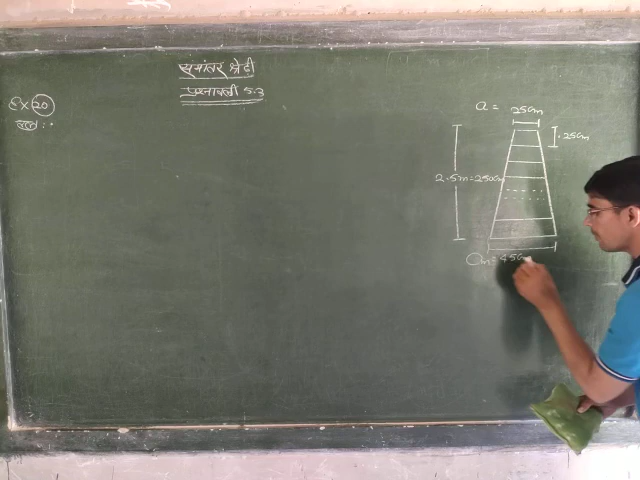 समांतर श्रेढ़ी
प्रश्नावली 5.3
Ex 20
हल :-
a = 25cm
25cm
2.5m=250cm
an=45cm